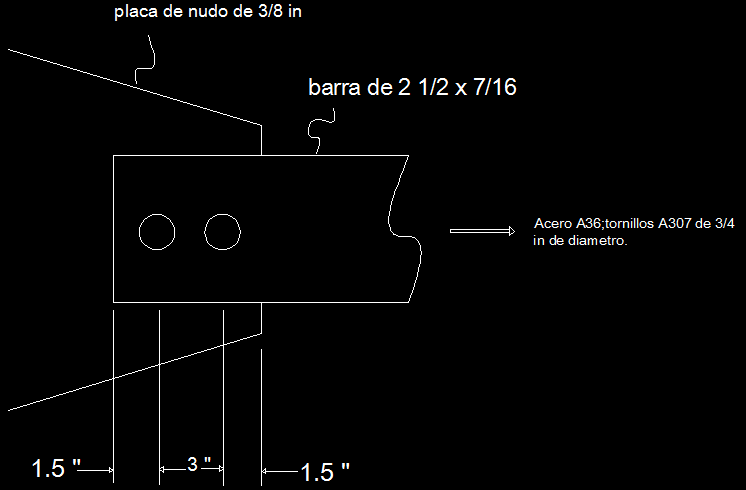 placa de nudo de 3/8 in
barra de 2 1/2 x 7/16
Acero A36;tornillos A307 de 3/4
in de diametro.
1.5 "
3 "
1.5 "